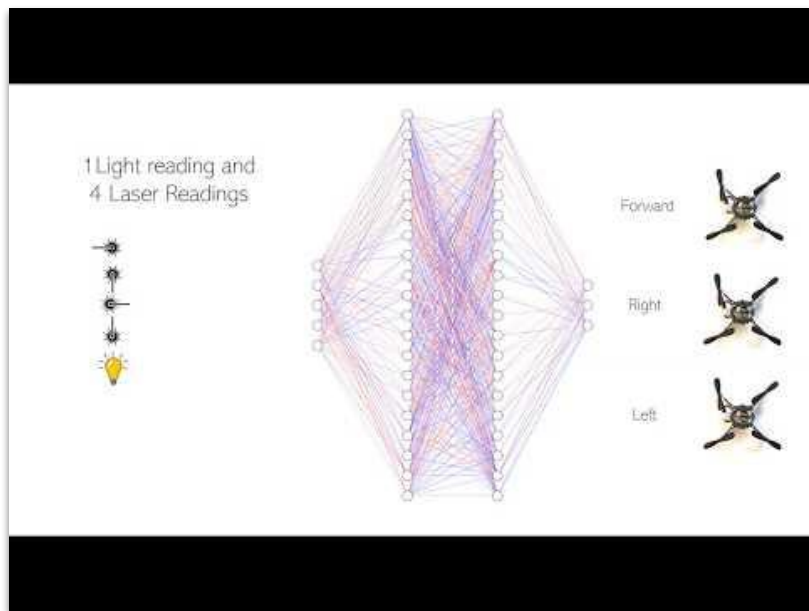 1 Light reading and
4 Laser Readings
Forward
Right
Left